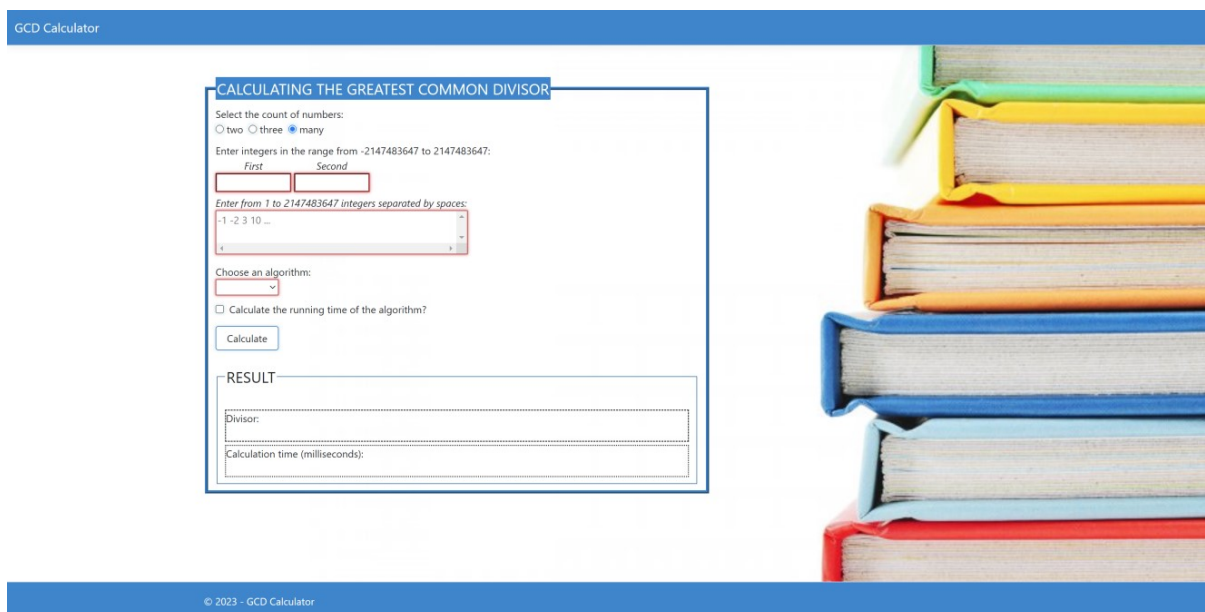 GCD Calculator
CALCULATING THE GREATEST COMMON DIVISOR
Select the count of numbers:
two three many
Enter integers in the range from -2147483647 to 2147483647:
First Second
Enter from 1 to 2147483647 integers separated by spaces:
-1 -2 3 10 ...
Choose an algorithm:
Calculate the running time of the algorithm?
Calculate
RESULT
Divisor:
Calculation time (milliseconds):
© 2023 - GCD Calculator